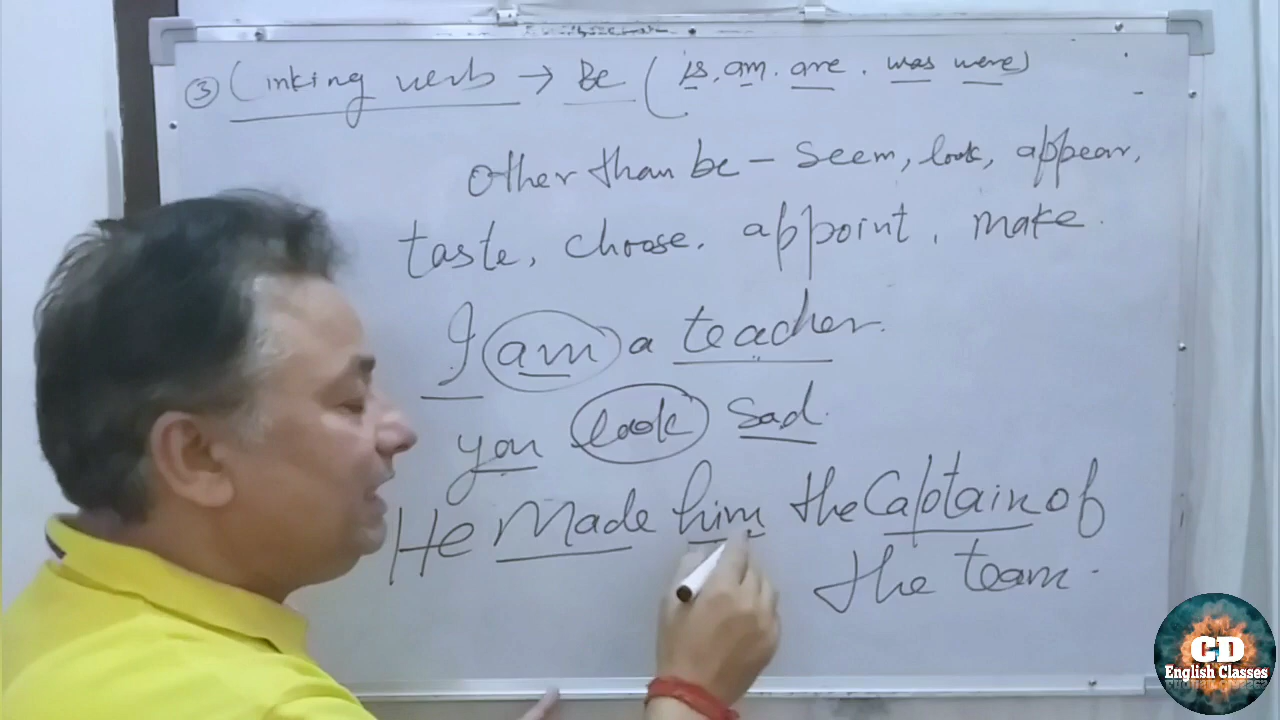 ③ Linking verb → Be ( is, am, are, was were)
Other than be - Seem, look, appear,
taste, choose, appoint, make.
I am a teacher.
you look sad.
He Made him the Captain of
the team.
CD
English Classes